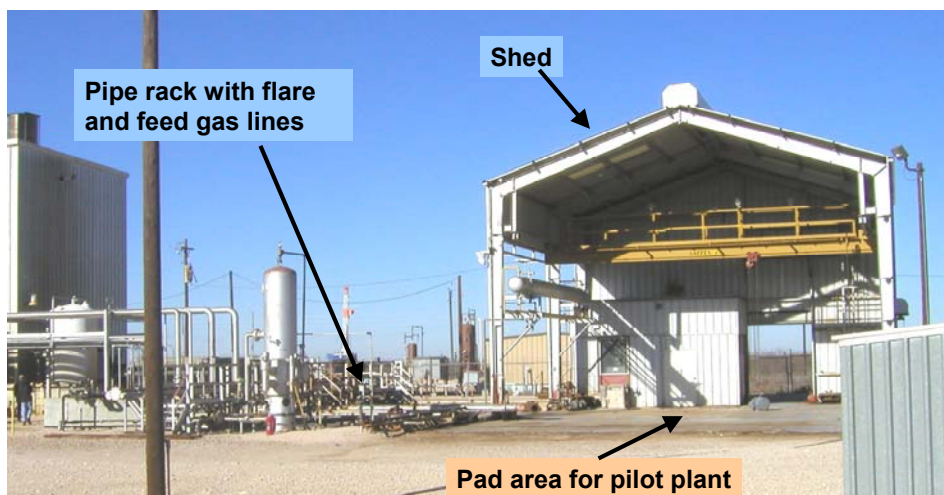 Shed
Pipe rack with flare
and feed gas lines
Pad area for pilot plant